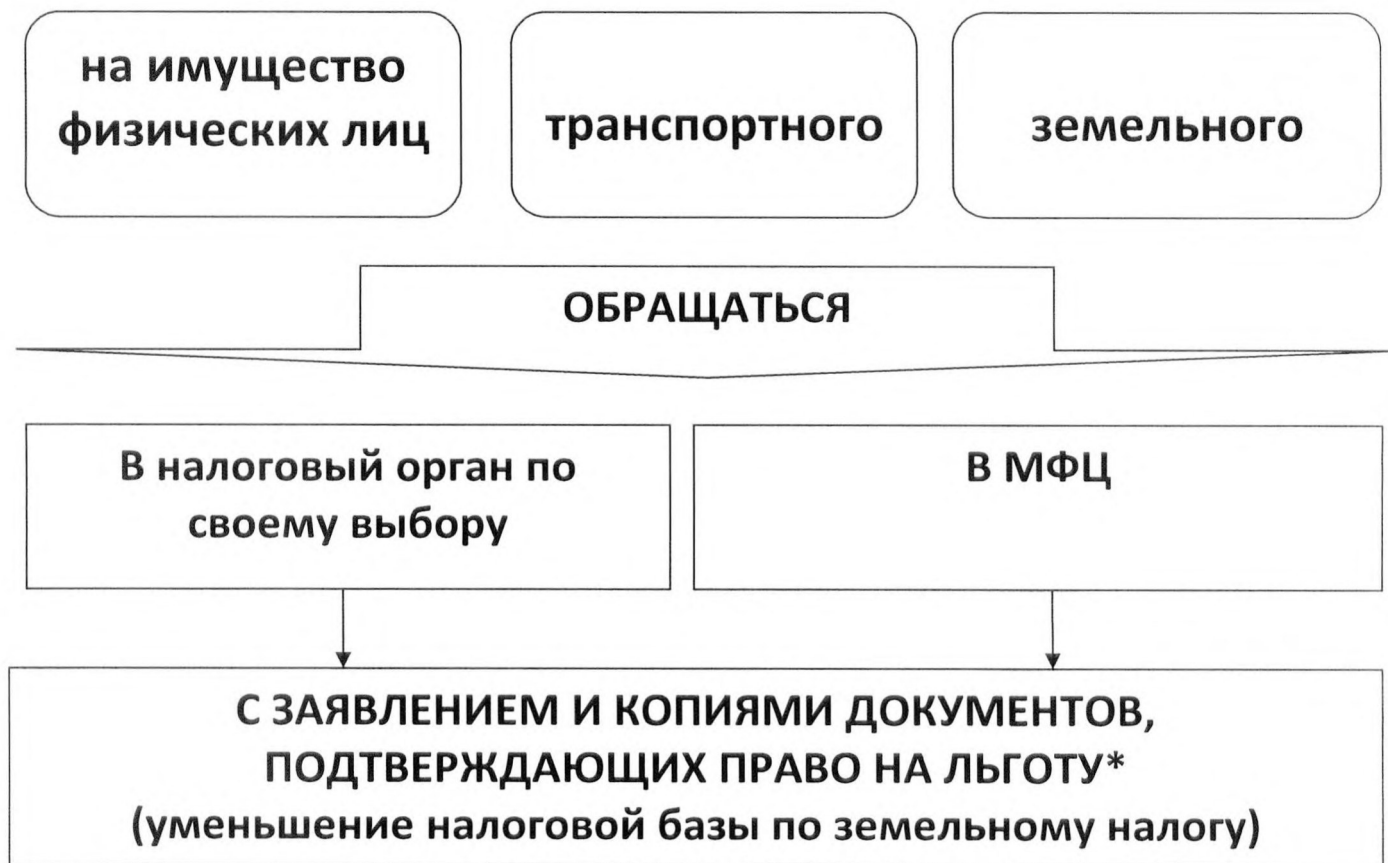 на имущество
физических лиц
транспортного
земельного
ОБРАЩАТЬСЯ
В налоговый орган по
своему выбору
В МФЦ
С ЗАЯВЛЕНИЕМ И КОПИЯМИ ДОКУМЕНТОВ,
ПОДТВЕРЖДАЮЩИХ ПРАВО НА ЛЬГОТУ*
(уменьшение налоговой базы по земельному налогу)